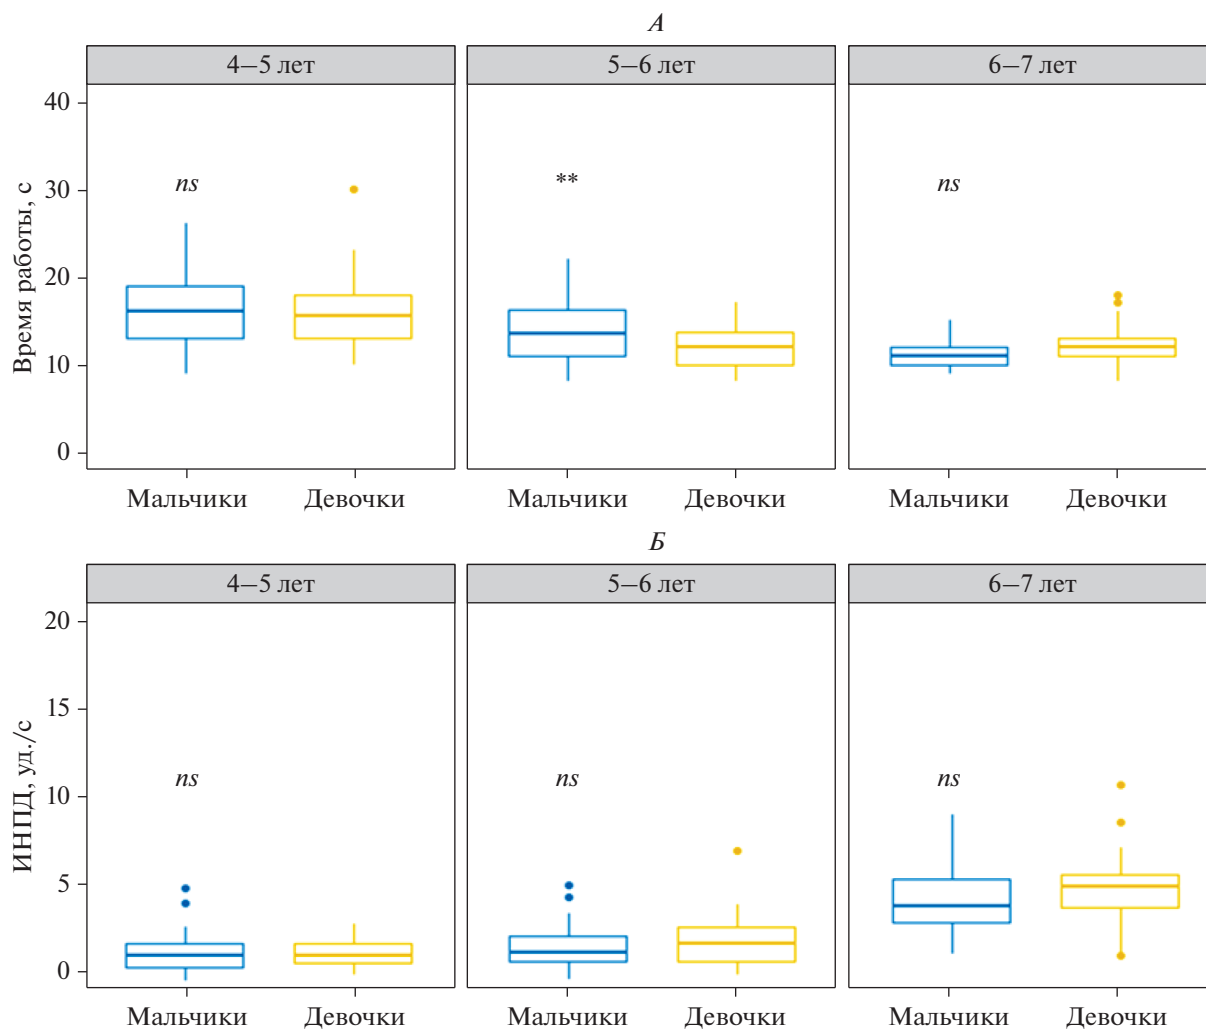 А
4–5 лет
5–6 лет
6–7 лет
Время работы, с
40
30
20
10
0
ns
**
ns
Мальчики
Девочки
Мальчики
Девочки
Мальчики
Девочки
Б
4–5 лет
5–6 лет
6–7 лет
ИНПД, уд./с
20
15
10
5
0
ns
ns
ns
Мальчики
Девочки
Мальчики
Девочки
Мальчики
Девочки